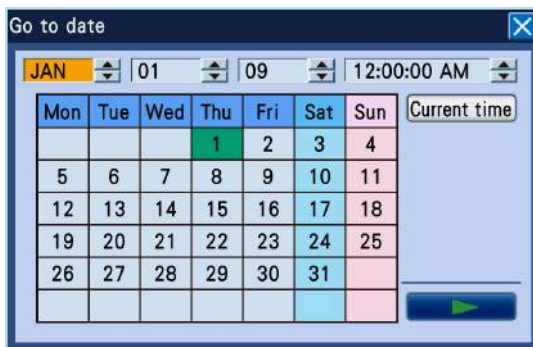 Go to date
JAN 01 09 12:00:00 AM
Mon Tue Wed Thu Fri Sat Sun Current time
1 2 3 4
5 6 7 8 9 10 11
12 13 14 15 16 17 18
19 20 21 22 23 24 25
26 27 28 29 30 31